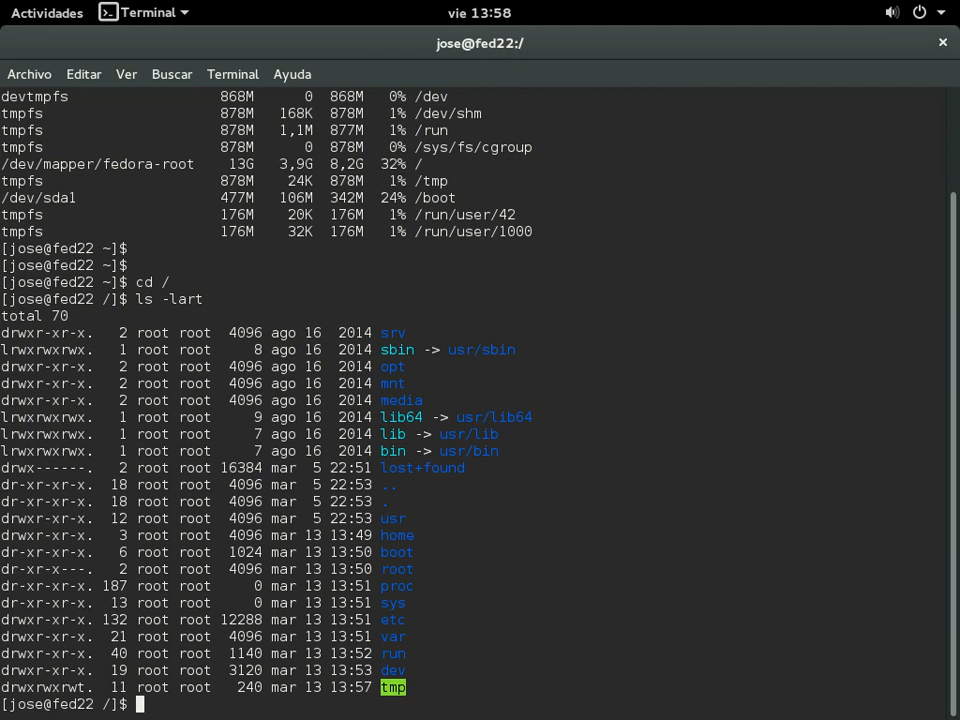 Actividades Terminal vie 13:58
jose@fed22:/
Archivo Editar Ver Buscar Terminal Ayuda
devtmpfs 868M 0 868M 0% /dev
tmpfs 878M 168K 878M 1% /dev/shm
tmpfs 878M 1,1M 877M 1% /run
tmpfs 878M 0 878M 0% /sys/fs/cgroup
/dev/mapper/fedora-root 13G 3,9G 8,2G 32% /
tmpfs 878M 24K 878M 1% /tmp
/dev/sda1 477M 106M 342M 24% /boot
tmpfs 176M 20K 176M 1% /run/user/42
tmpfs 176M 32K 176M 1% /run/user/1000
[jose@fed22 ~]$
[jose@fed22 ~]$
[jose@fed22 ~]$ cd /
[jose@fed22 /]$ ls -lart
total 70
drwxr-xr-x. 2 root root 4096 ago 16 2014 srv
lrwxrwxrwx. 1 root root 8 ago 16 2014 sbin -> usr/sbin
drwxr-xr-x. 2 root root 4096 ago 16 2014 opt
drwxr-xr-x. 2 root root 4096 ago 16 2014 mnt
drwxr-xr-x. 2 root root 4096 ago 16 2014 media
lrwxrwxrwx. 1 root root 9 ago 16 2014 lib64 -> usr/lib64
lrwxrwxrwx. 1 root root 7 ago 16 2014 lib -> usr/lib
lrwxrwxrwx. 1 root root 7 ago 16 2014 bin -> usr/bin
drwx------. 2 root root 16384 mar 5 22:51 lost+found
dr-xr-xr-x. 18 root root 4096 mar 5 22:53 ..
dr-xr-xr-x. 18 root root 4096 mar 5 22:53 .
drwxr-xr-x. 12 root root 4096 mar 5 22:53 usr
drwxr-xr-x. 3 root root 4096 mar 13 13:49 home
dr-xr-xr-x. 6 root root 1024 mar 13 13:50 boot
dr-xr-x---. 2 root root 4096 mar 13 13:50 root
dr-xr-xr-x. 187 root root 0 mar 13 13:51 proc
dr-xr-xr-x. 13 root root 0 mar 13 13:51 sys
drwxr-xr-x. 132 root root 12288 mar 13 13:51 etc
drwxr-xr-x. 21 root root 4096 mar 13 13:51 var
drwxr-xr-x. 40 root root 1140 mar 13 13:52 run
drwxr-xr-x. 19 root root 3120 mar 13 13:53 dev
drwxrwxrwt. 11 root root 240 mar 13 13:57 tmp
[jose@fed22 /]$